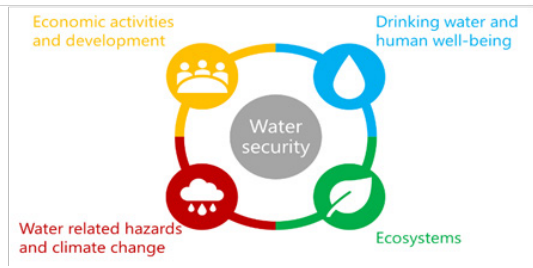 Economic activities
and development
Drinking water and
human well-being
Water
security
Water related hazards
and climate change
Ecosystems